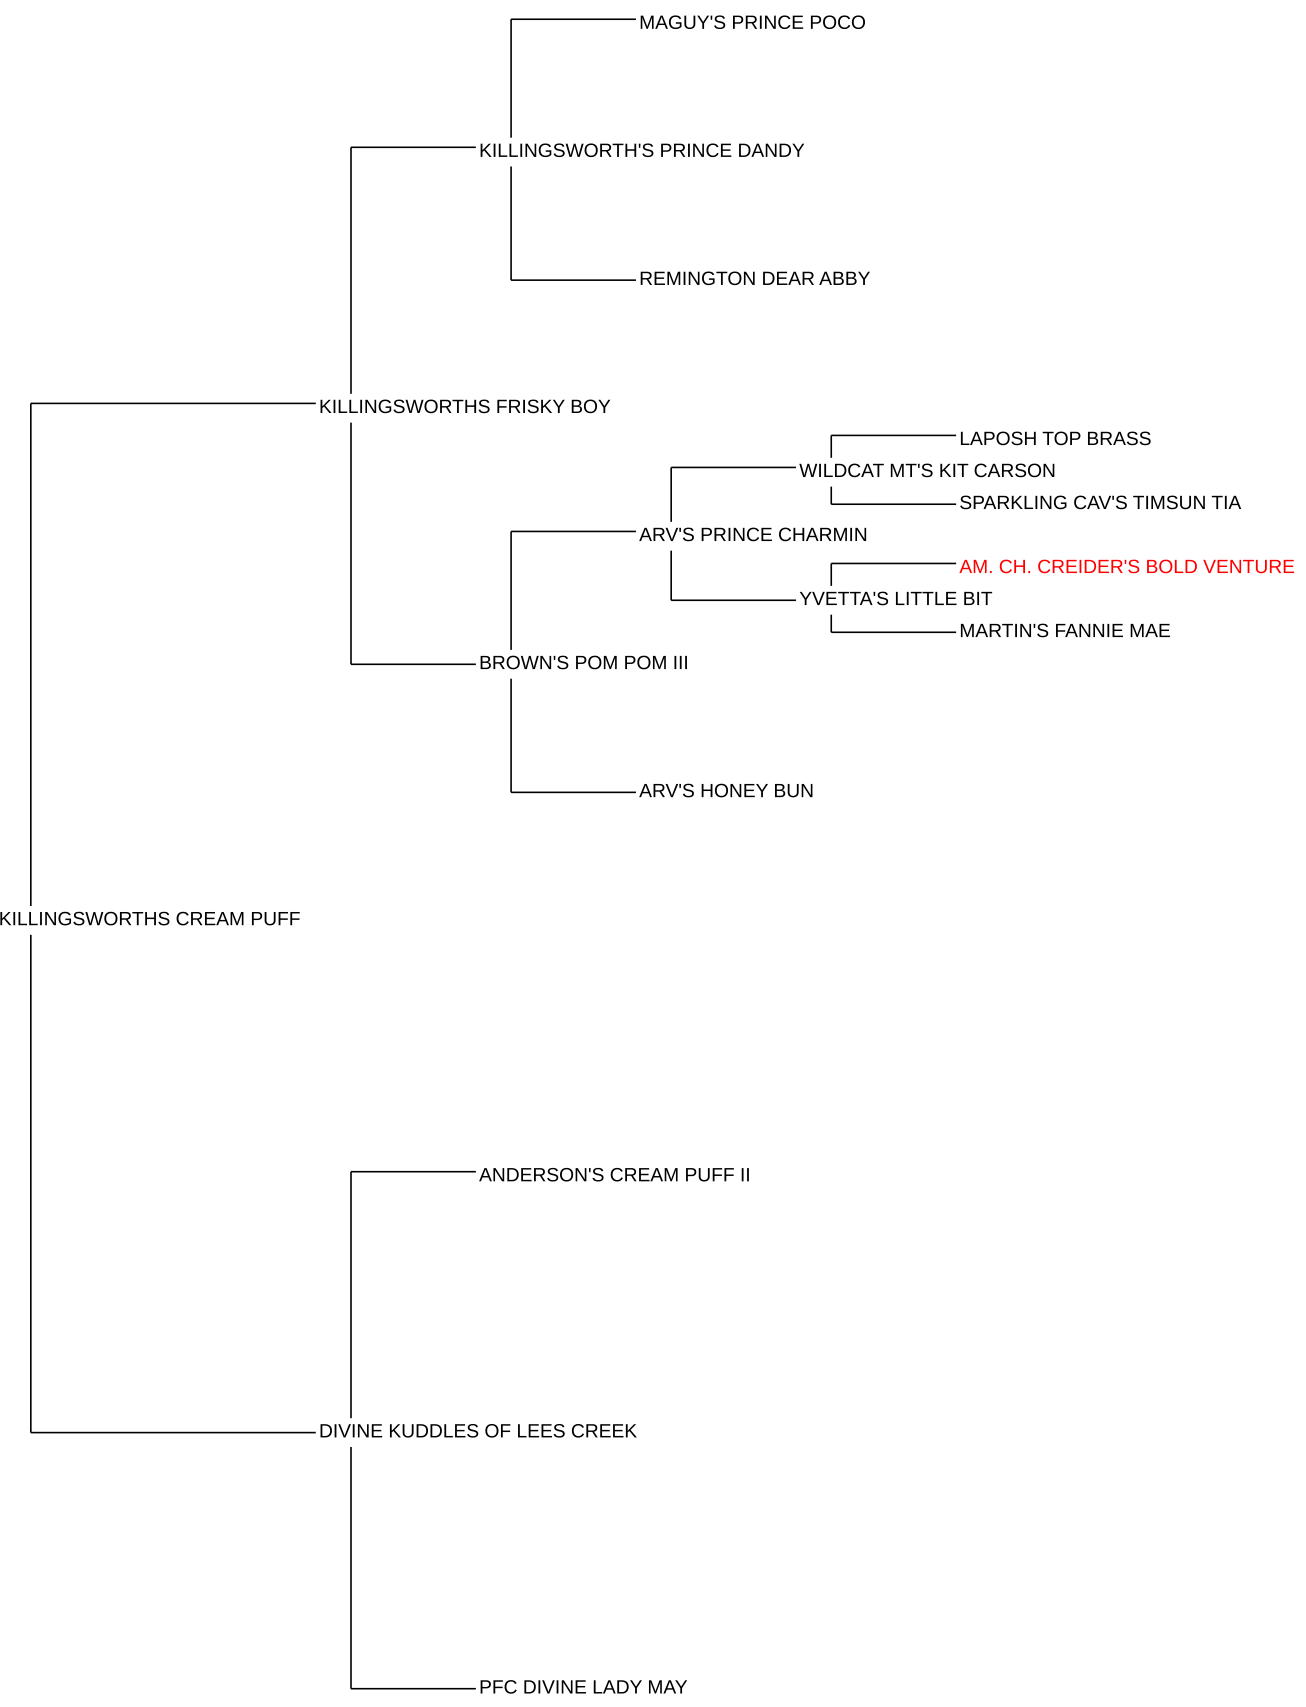 MAGUY'S PRINCE POCO
KILLINGSWORTH'S PRINCE DANDY
REMINGTON DEAR ABBY
KILLINGSWORTHS FRISKY BOY
LAPOSH TOP BRASS
WILDCAT MT'S KIT CARSON
SPARKLING CAV'S TIMSUN TIA
ARV'S PRINCE CHARMIN
AM. CH. CREIDER'S BOLD VENTURE
YVETTA'S LITTLE BIT
MARTIN'S FANNIE MAE
BROWN'S POM POM III
ARV'S HONEY BUN
KILLINGSWORTHS CREAM PUFF
ANDERSON'S CREAM PUFF II
DIVINE KUDDLES OF LEES CREEK
PFC DIVINE LADY MAY